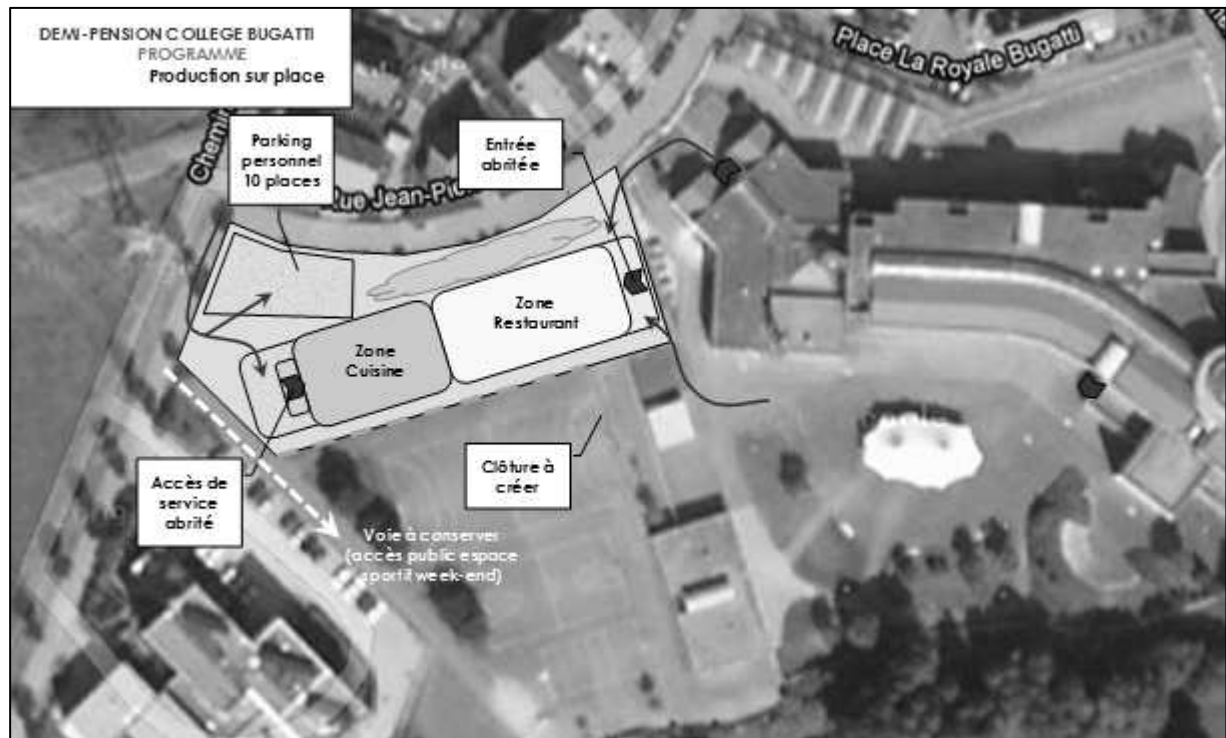 DEMI-PENSION COLLEGE BUGATTI
PROGRAMME
Production sur place
Place La Royale Bugatti
Parking
personnel
10 places
Entrée
abritée
Rue Jean-
Zone
Restaurant
Zone
Cuisine
Accès de
service
abrité
Clôture à
créer
Voie à conserver
(accès public espace
sportif week-end)